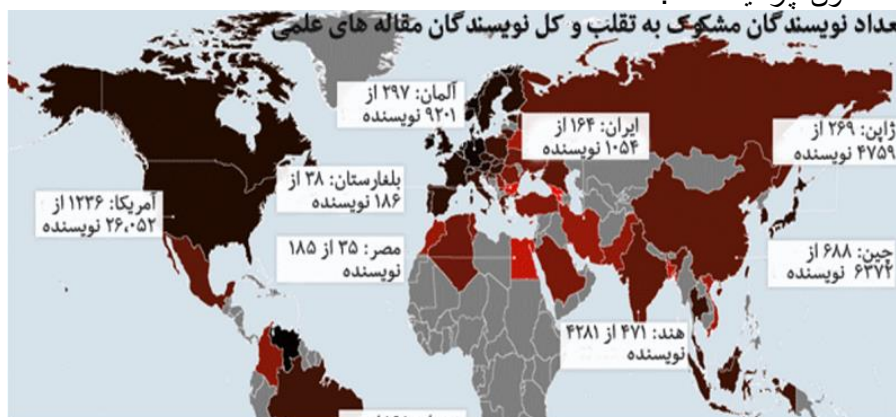 تعداد نویسندگان مشکوک به تقلب و کل نویسندگان مقاله های علمی
آلمان: ۲۹۷ از
۹۲۰۱ نویسنده
ایران: ۱۶۴ از
۱۰۵۴ نویسنده
ژاپن: ۲۶۹ از
۴۷۵۹ نویسنده
بلغارستان: ۳۸ از
۱۸۶ نویسنده
آمریکا: ۱۲۳۶ از
۲۶،۰۵۲ نویسنده
مصر: ۳۵ از ۱۸۵
نویسنده
چین: ۶۸۸ از
۶۳۷۲ نویسنده
هند: ۴۷۱ از ۴۲۸۱
نویسنده